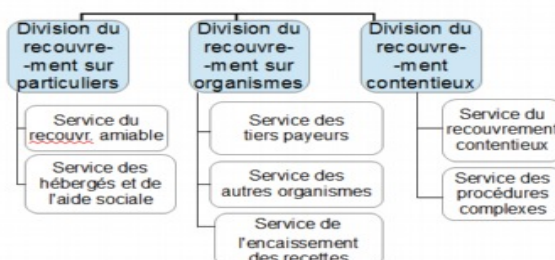 Division du
recouvre-
-ment sur
particuliers
Service du
recouvr. amiable
Service des
hébergés et de
l'aide sociale
Division du
recouvre-
-ment sur
organismes
Service des
tiers payeurs
Service des
autres organismes
Service de
l'encaissement
des recettes
Division du
recouvre-
-ment
contentieux
Service du
recouvrement
contentieux
Service des
procédures
complexes